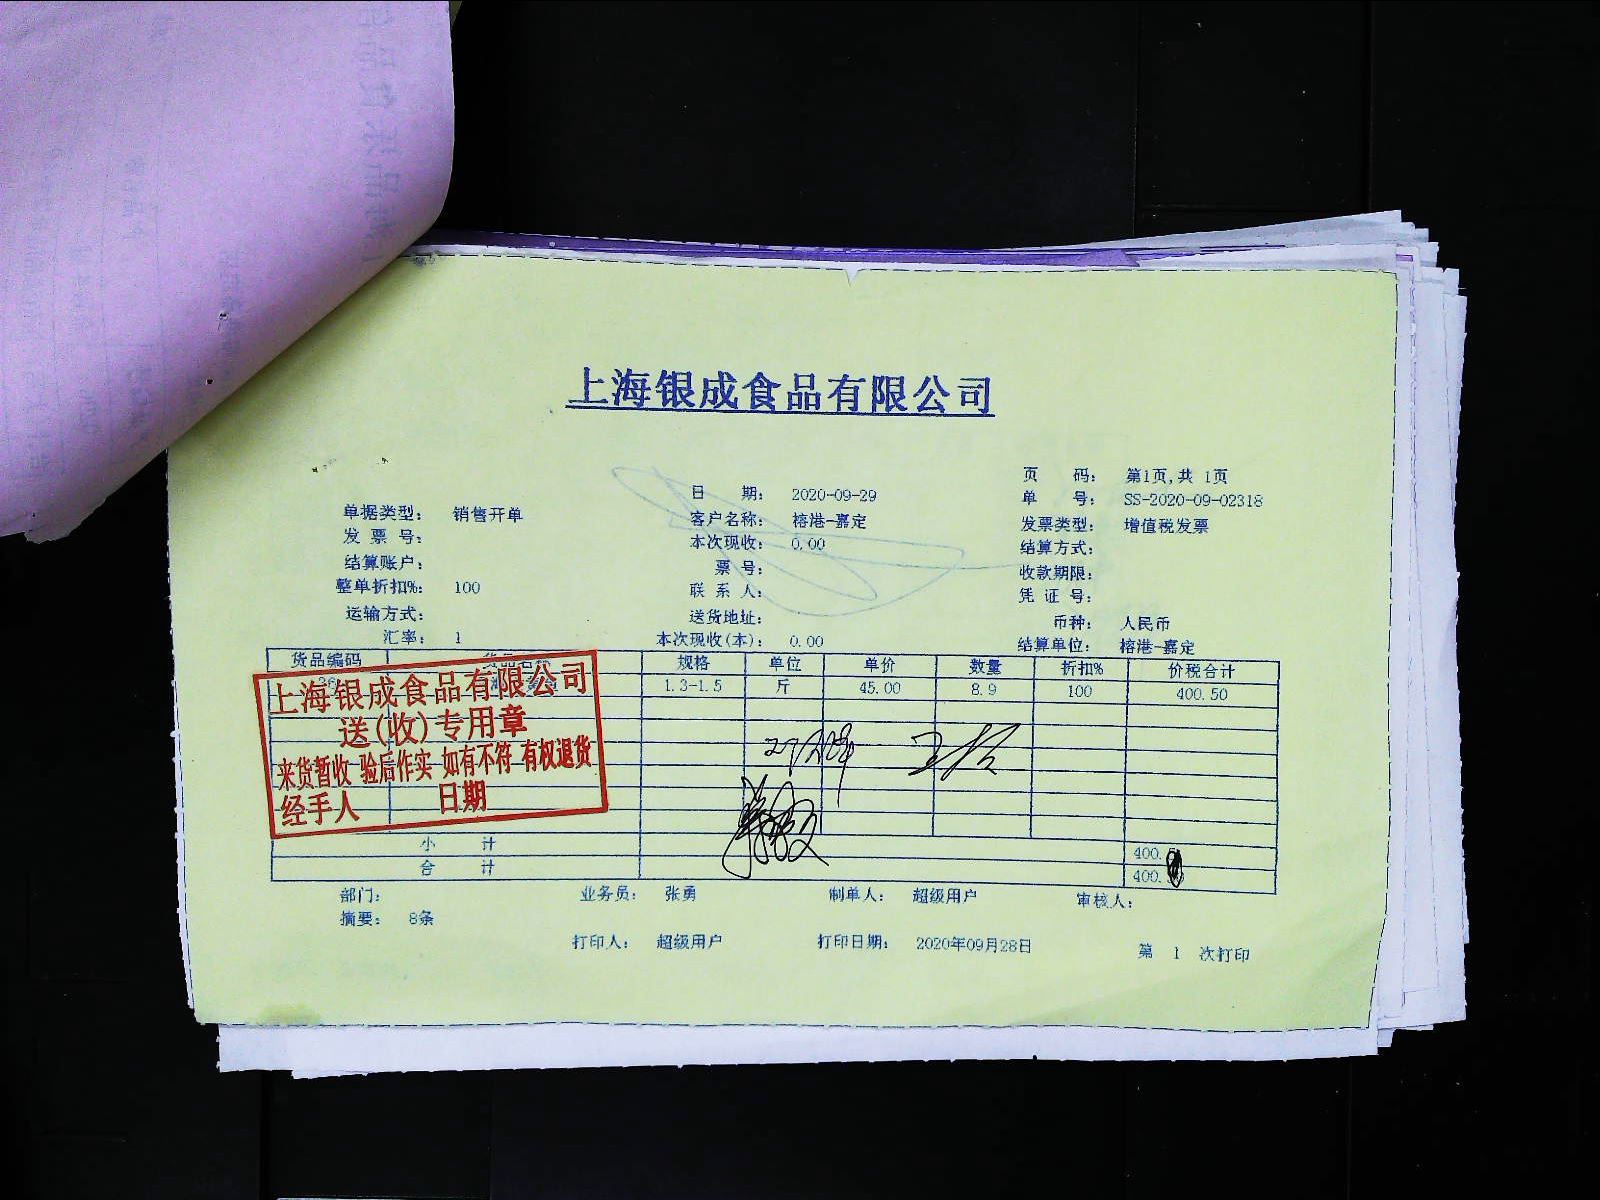 上海银成食品有限公司
页 码： 第1页,共 1页
日 期： 2020-09-29
单 号： SS-2020-09-02318
单据类型： 销售开单
客户名称： 榕港-嘉定
发票类型： 增值税发票
发 票 号：
本次现收： 0.00
结算方式：
结算账户：
票号：
收款期限：
整单折扣%： 100
联 系 人：
凭 证 号：
运输方式：
送货地址：
币种： 人民币
汇率： 1
本次现收(本)： 0.00
结算单位： 榕港-嘉定
货品编码 货品名称 规格 单位 单价 数量 折扣% 价税合计
1.3-1.5 斤 45.00 8.9 100 400.50
上海银成食品有限公司
送(收)专用章
来货暂收 验后作实 如有不符 有权退货
经手人 日期
小 计 400.
合 计 400.
部门： 业务员： 张勇 制单人： 超级用户 审核人：
摘要： 8条
打印人： 超级用户 打印日期： 2020年09月28日 第 1 次打印